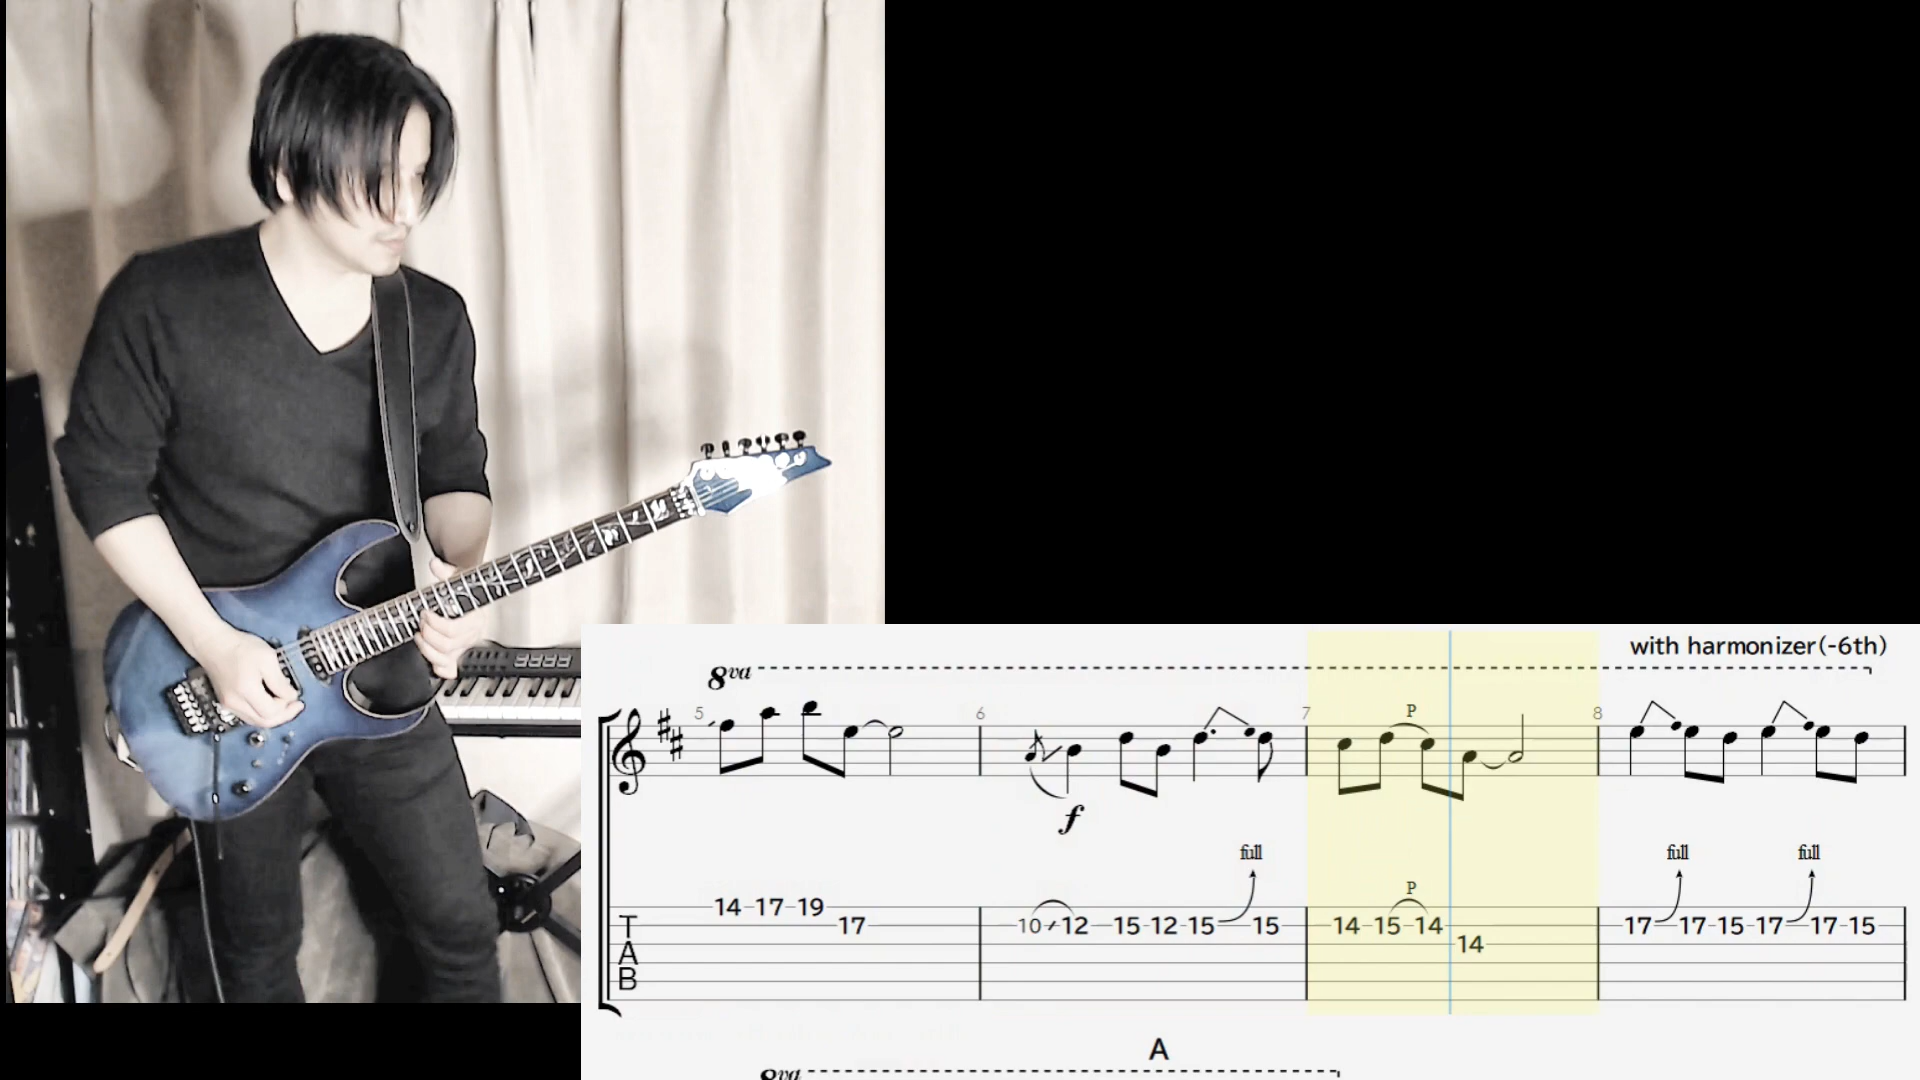 with harmonizer(-6th)
8va
5 6 7 P 8
f
full full full
P
14 17 19 17 10 12 15 12 15 15 14 15 14 14 17 17 15 17 17 15
T
A
B
A
8va